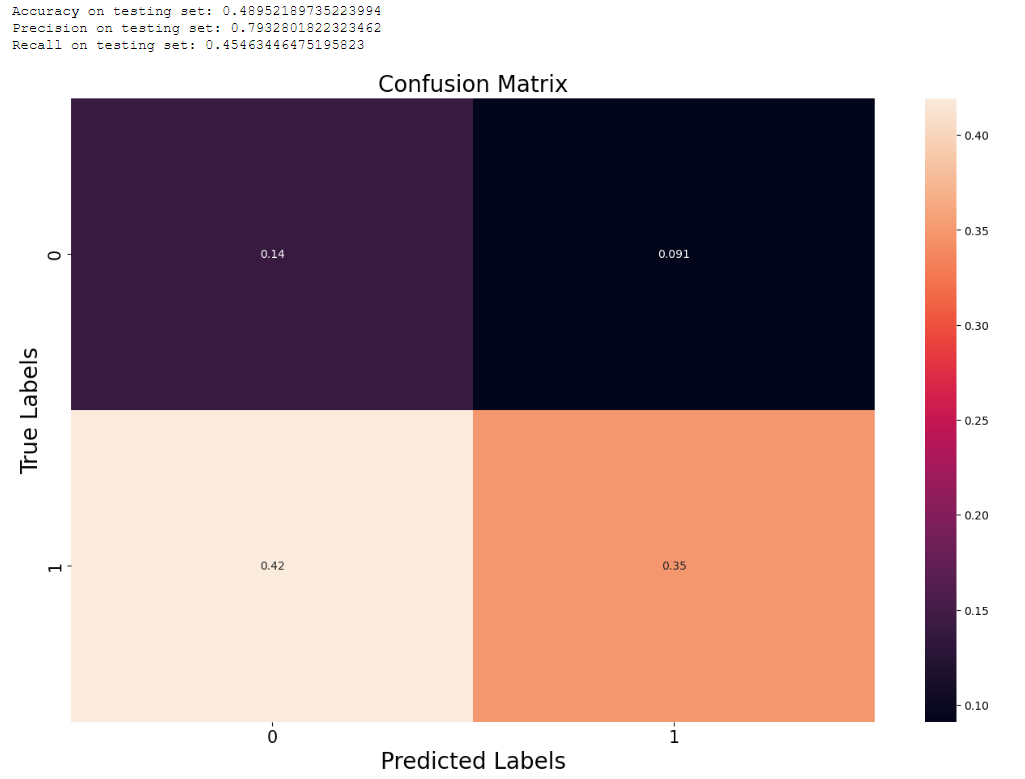 Accuracy on testing set: 0.48952189735223994
Precision on testing set: 0.7932801822323462
Recall on testing set: 0.45463446475195823
Confusion Matrix
0.14 0.091
0.42 0.35
0
1
True Labels
0 1
Predicted Labels
0.40
0.35
0.30
0.25
0.20
0.15
0.10